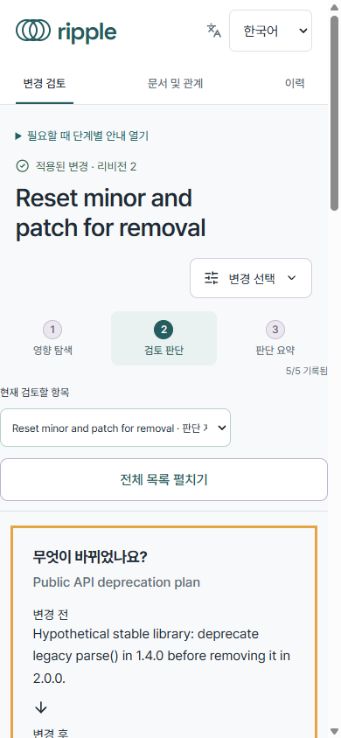 ripple
한국어
변경 검토
문서 및 관계
이력
필요할 때 단계별 안내 열기
적용된 변경 · 리비전 2
Reset minor and
patch for removal
변경 선택
1
2
3
영향 탐색
검토 판단
판단 요약
5/5 기록됨
현재 검토할 항목
Reset minor and patch for removal · 판단
전체 목록 펼치기
무엇이 바뀌었나요?
Public API deprecation plan
변경 전
Hypothetical stable library: deprecate
legacy parse() in 1.4.0 before removing it in
2.0.0.
변경 후